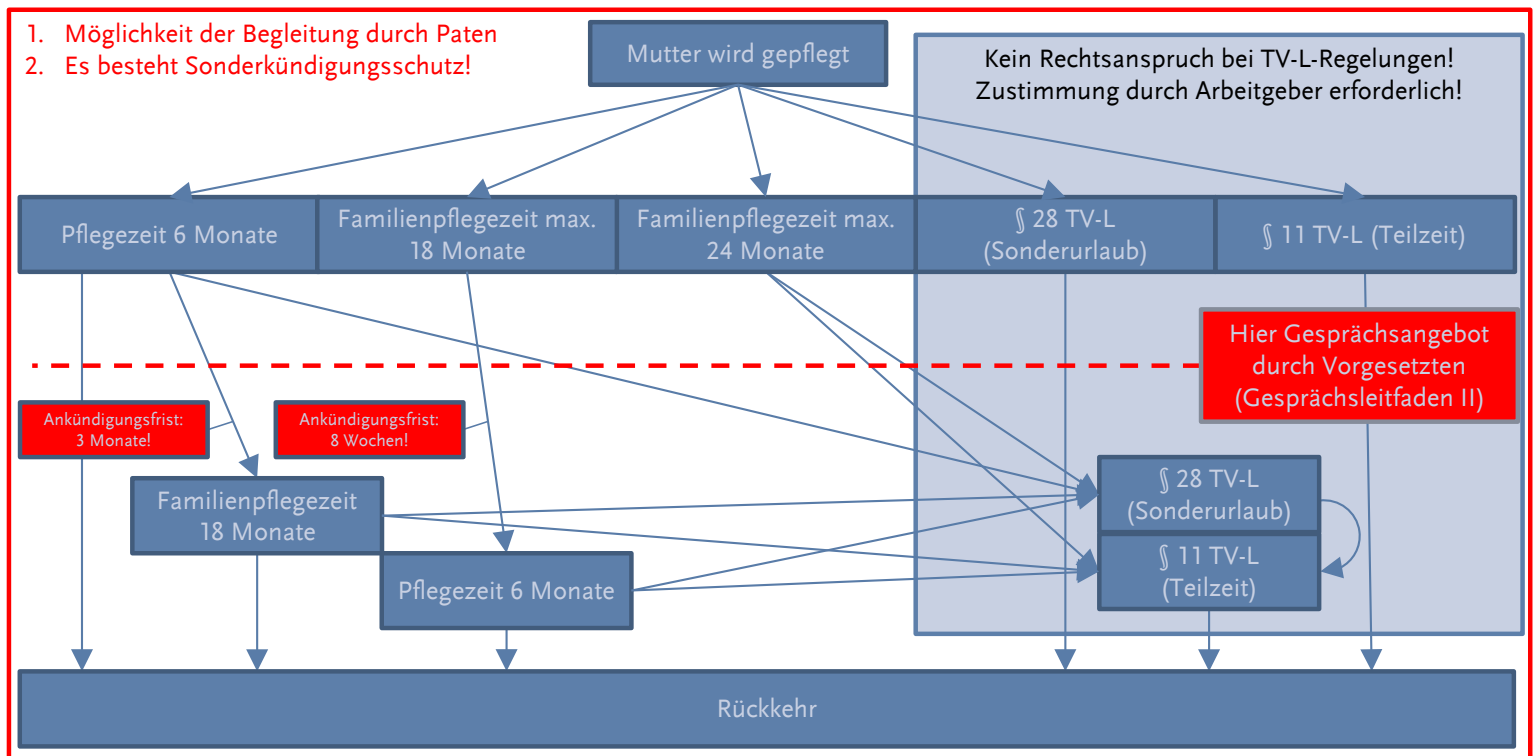 1. Möglichkeit der Begleitung durch Paten
2. Es besteht Sonderkündigungsschutz!
Mutter wird gepflegt
Kein Rechtsanspruch bei TV-L-Regelungen!
Zustimmung durch Arbeitgeber erforderlich!
Pflegezeit 6 Monate
Familienpflegezeit max.
18 Monate
Familienpflegezeit max.
24 Monate
§ 28 TV-L
(Sonderurlaub)
§ 11 TV-L (Teilzeit)
Hier Gesprächsangebot
durch Vorgesetzten
(Gesprächsleitfaden II)
Ankündigungsfrist:
3 Monate!
Ankündigungsfrist:
8 Wochen!
Familienpflegezeit
18 Monate
§ 28 TV-L
(Sonderurlaub)
§ 11 TV-L
(Teilzeit)
Pflegezeit 6 Monate
Rückkehr